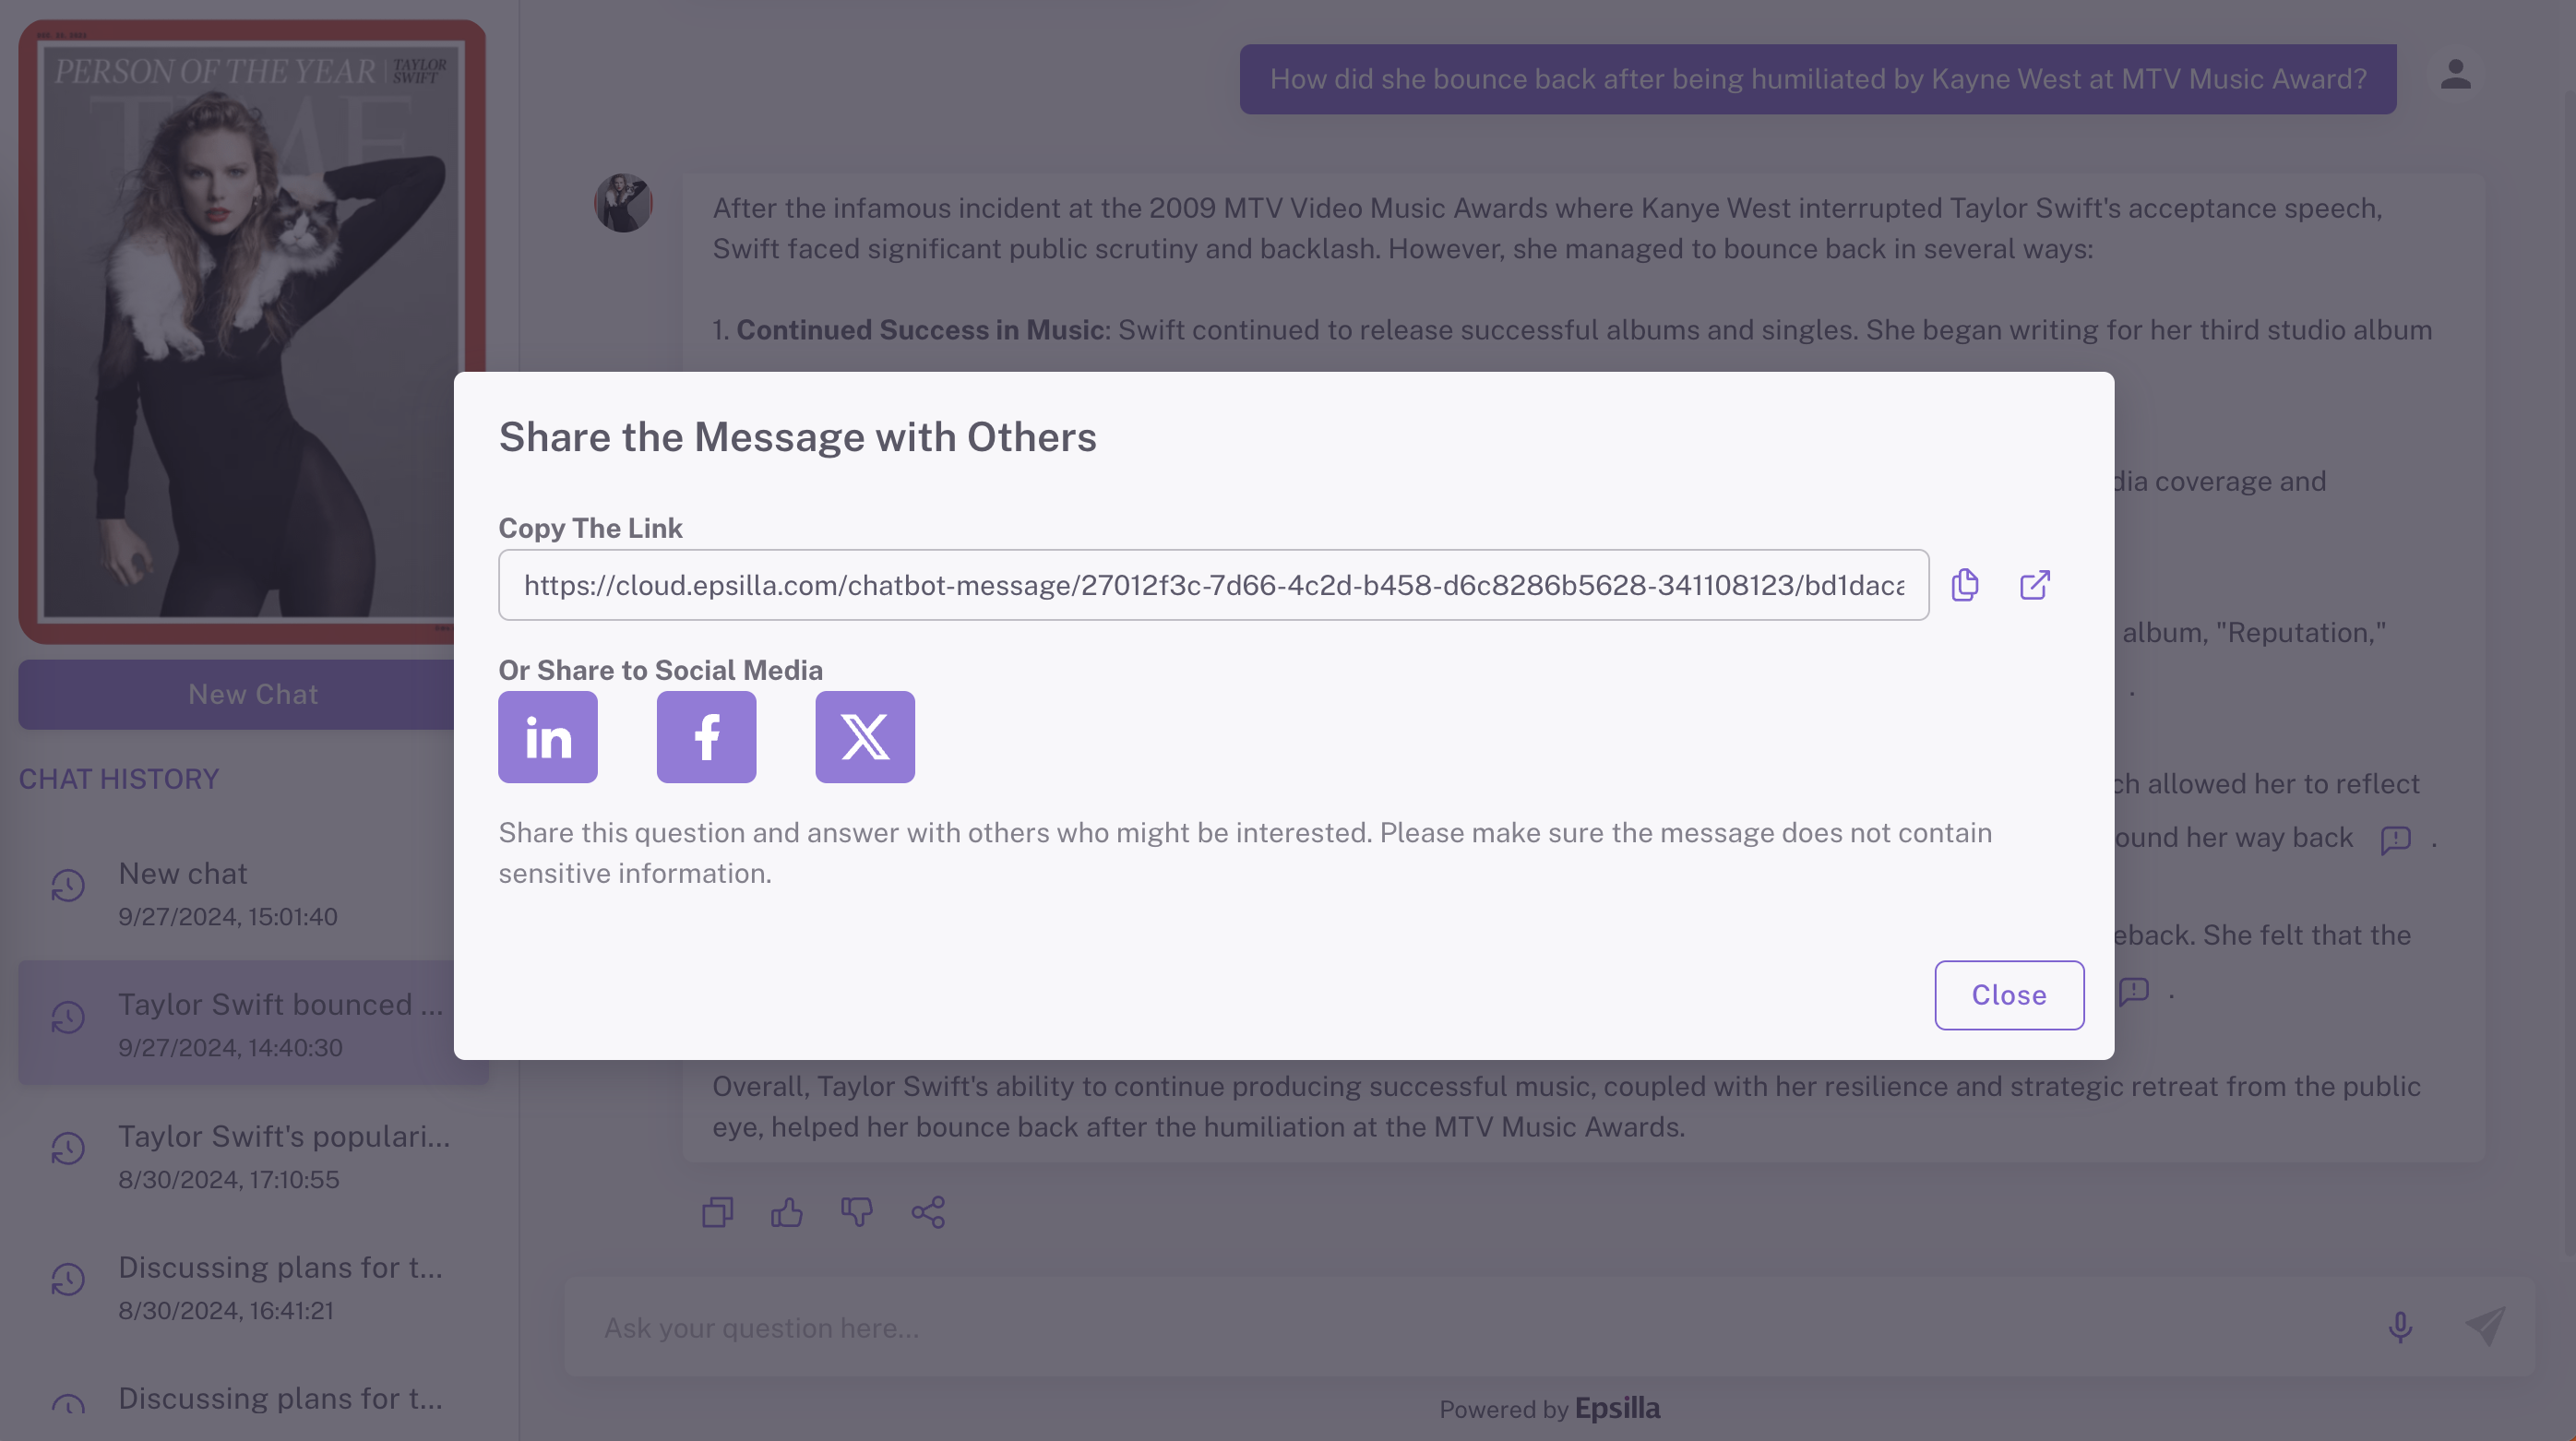 PERSON OF THE YEAR | TAYLOR SWIFT
TIME
New Chat
CHAT HISTORY
New chat
9/27/2024, 15:01:40
Taylor Swift bounced ...
9/27/2024, 14:40:30
Taylor Swift's populari...
8/30/2024, 17:10:55
Discussing plans for t...
8/30/2024, 16:41:21
Discussing plans for t...
How did she bounce back after being humiliated by Kayne West at MTV Music Award?
After the infamous incident at the 2009 MTV Video Music Awards where Kanye West interrupted Taylor Swift's acceptance speech,
Swift faced significant public scrutiny and backlash. However, she managed to bounce back in several ways:
1. Continued Success in Music: Swift continued to release successful albums and singles. She began writing for her third studio album
coverage and
album, "Reputation,"
.
allowed her to reflect
her way back .
She felt that the
.
Overall, Taylor Swift's ability to continue producing successful music, coupled with her resilience and strategic retreat from the public
eye, helped her bounce back after the humiliation at the MTV Music Awards.
Share the Message with Others
Copy The Link
https://cloud.epsilla.com/chatbot-message/27012f3c-7d66-4c2d-b458-d6c8286b5628-341108123/bd1daca
Or Share to Social Media
in f X
Share this question and answer with others who might be interested. Please make sure the message does not contain
sensitive information.
Close
Ask your question here...
Powered by Epsilla